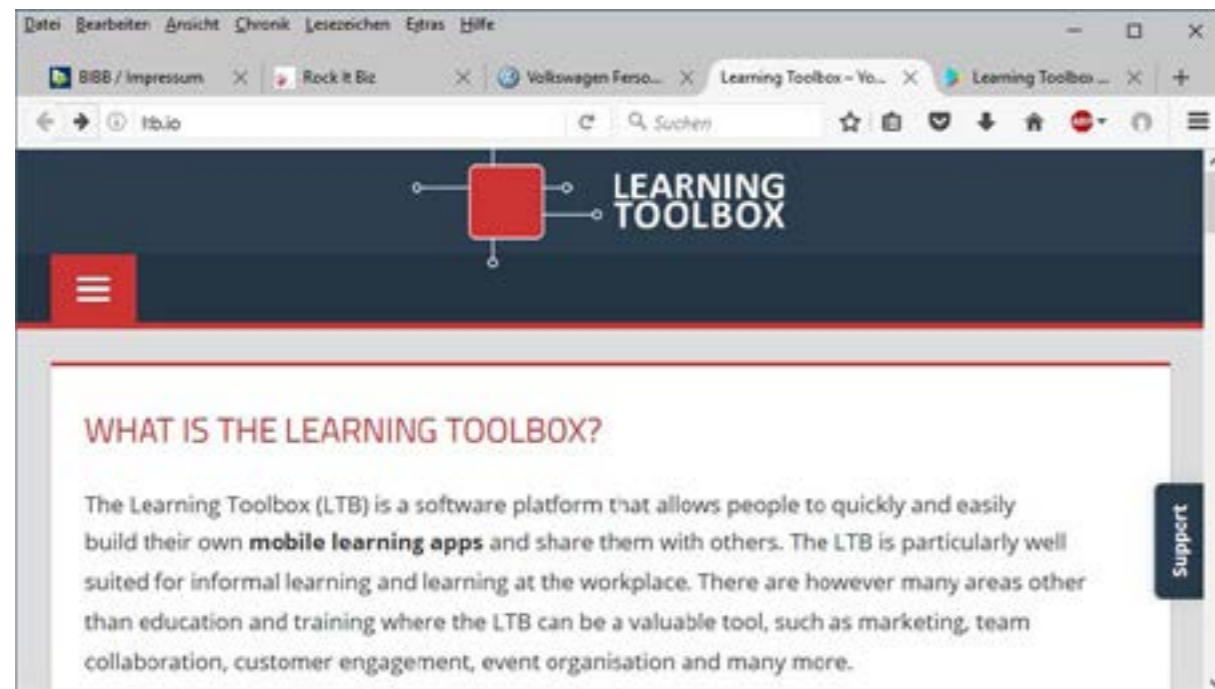 Datei Bearbeiten Ansicht Chronik Lesezeichen Extras Hilfe
BIBB / Impressum Rock It Biz Volkswagen Perso... Learning Toolbox – Yo... Learning Toolbox ...
ltb.io Suchen
LEARNING
TOOLBOX
WHAT IS THE LEARNING TOOLBOX?
The Learning Toolbox (LTB) is a software platform that allows people to quickly and easily
build their own mobile learning apps and share them with others. The LTB is particularly well
suited for informal learning and learning at the workplace. There are however many areas other
than education and training where the LTB can be a valuable tool, such as marketing, team
collaboration, customer engagement, event organisation and many more.
Support